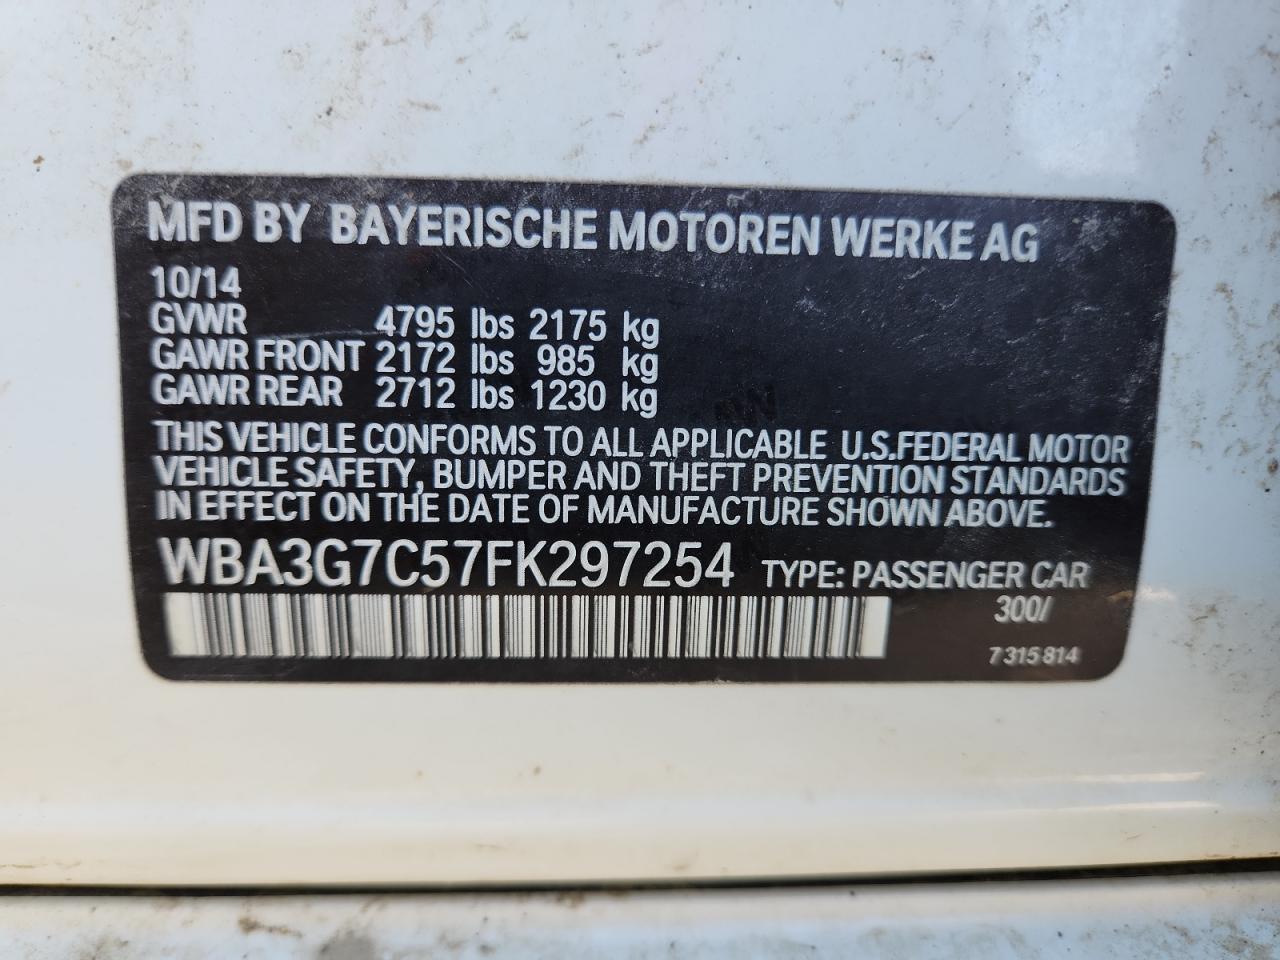 MFD BY BAYERISCHE MOTOREN WERKE AG
10/14
GVWR 4795 lbs 2175 kg
GAWR FRONT 2172 lbs 985 kg
GAWR REAR 2712 lbs 1230 kg
THIS VEHICLE CONFORMS TO ALL APPLICABLE U.S.FEDERAL MOTOR
VEHICLE SAFETY, BUMPER AND THEFT PREVENTION STANDARDS
IN EFFECT ON THE DATE OF MANUFACTURE SHOWN ABOVE.
WBA3G7C57FK297254 TYPE: PASSENGER CAR
300/
7 315 814